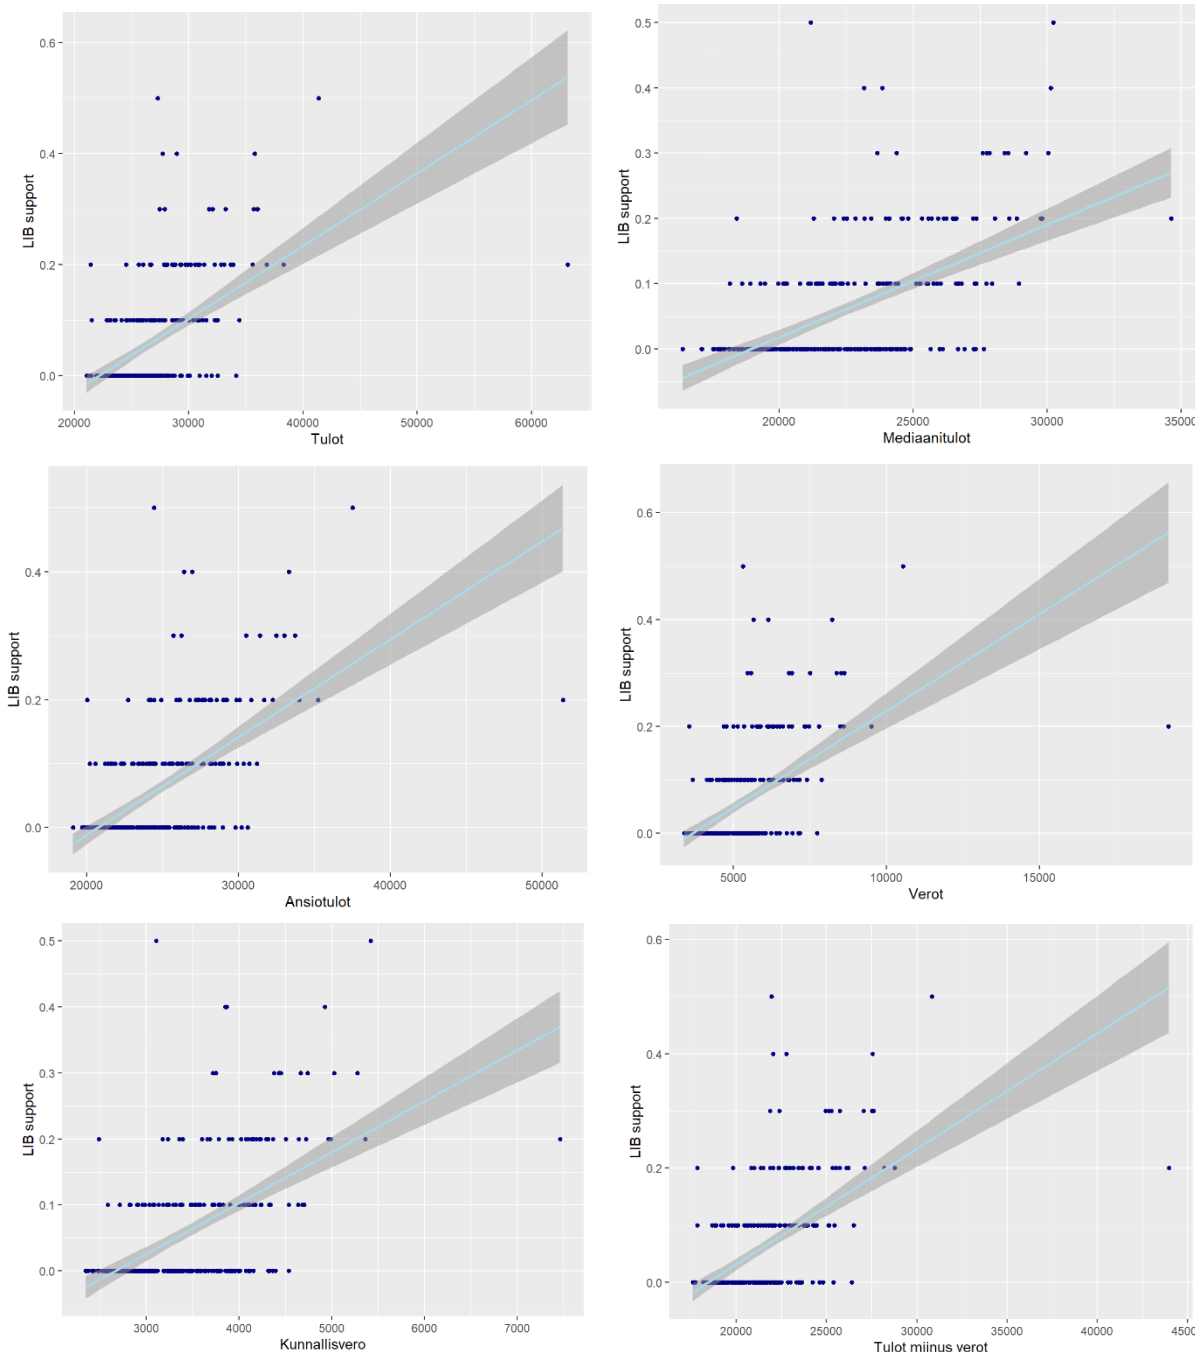 0.6
0.4
0.2
0.0
LIB support
20000 30000 40000 50000 60000
Tulot
0.5
0.4
0.3
0.2
0.1
0.0
LIB support
20000 25000 30000 35000
Mediaanitulot
0.4
0.2
0.0
LIB support
20000 30000 40000 50000
Ansiotulot
0.6
0.4
0.2
0.0
LIB support
5000 10000 15000
Verot
0.5
0.4
0.3
0.2
0.1
0.0
LIB support
3000 4000 5000 6000 7000
Kunnallisvero
0.6
0.4
0.2
0.0
LIB support
20000 25000 30000 35000 40000 45000
Tulot miinus verot